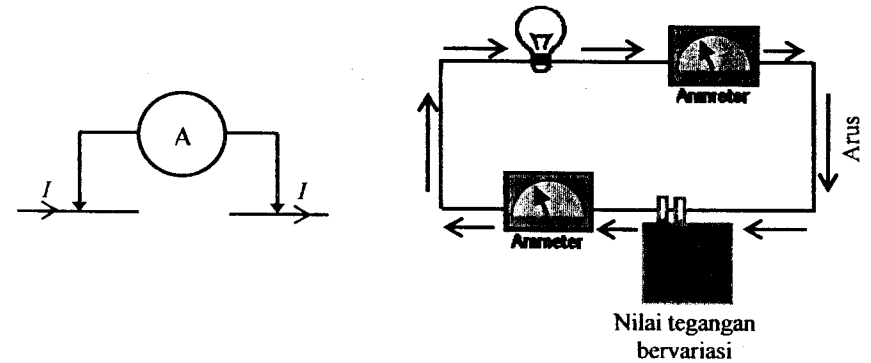 A
I
I
Ammeter
Arus
Ammeter
Nilai tegangan
bervariasi